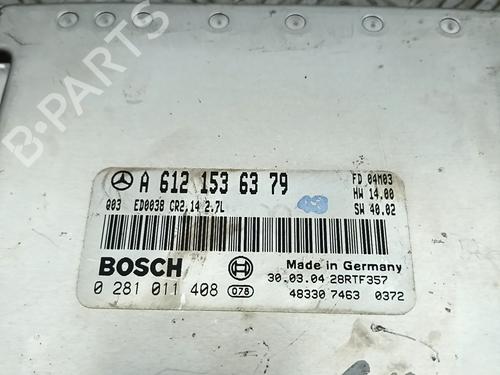 A 612 153 63 79
FD 04M03
HW 14.00
Q03 ED0038 CR2.14 2.7L
SW 40.02
BOSCH
Made in Germany
30.03.04 28RTF357
0 281 011 408 078
48330 7463 0372
B-PARTS